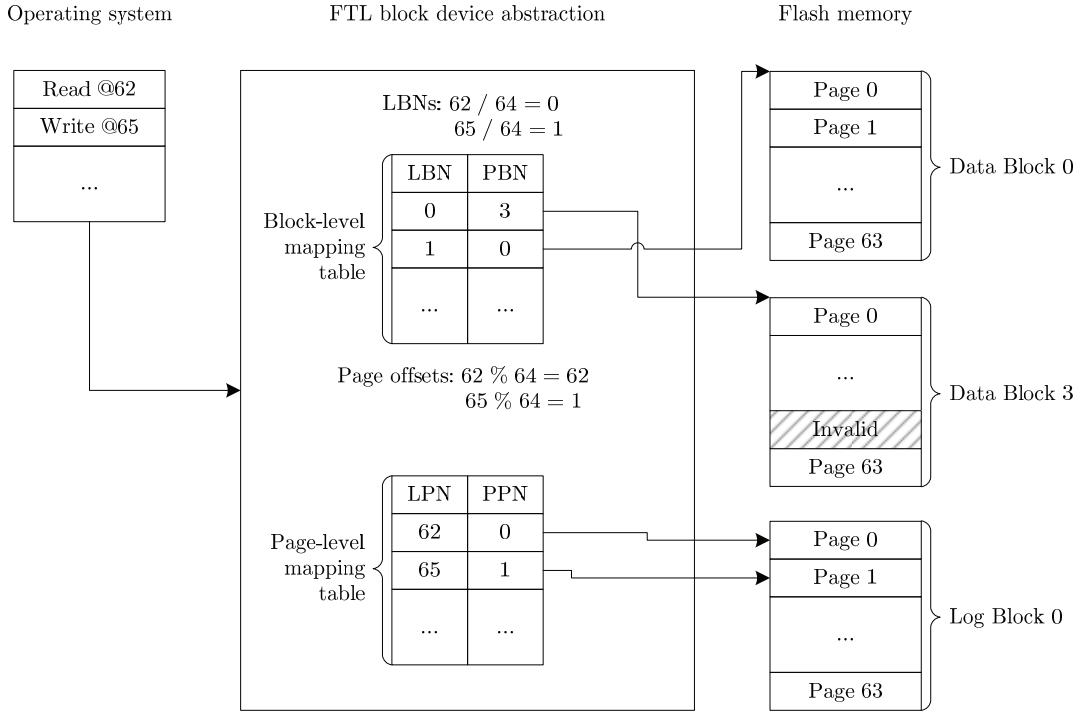 Operating system
FTL block device abstraction
Flash memory
Read @62
Write @65
...
LBNs: 62 / 64 = 0
65 / 64 = 1
Block-level
mapping
table
LBN PBN
0 3
1 0
... ...
Page offsets: 62 % 64 = 62
65 % 64 = 1
Page-level
mapping
table
LPN PPN
62 0
65 1
... ...
Page 0
Page 1
...
Page 63
Data Block 0
Page 0
...
Invalid
Page 63
Data Block 3
Page 0
Page 1
...
Page 63
Log Block 0